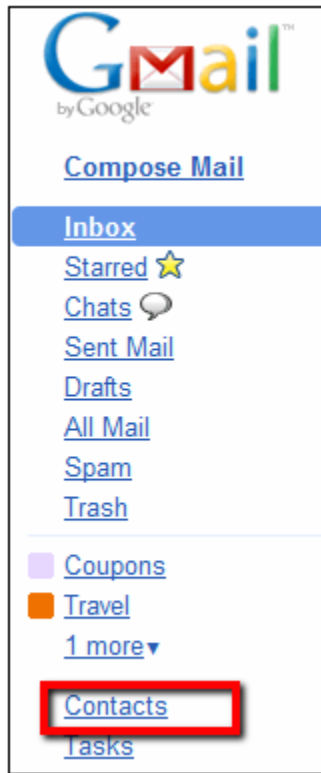 GMail™
by Google
Compose Mail
Inbox
Starred
Chats
Sent Mail
Drafts
All Mail
Spam
Trash
Coupons
Travel
1 more▾
Contacts
Tasks